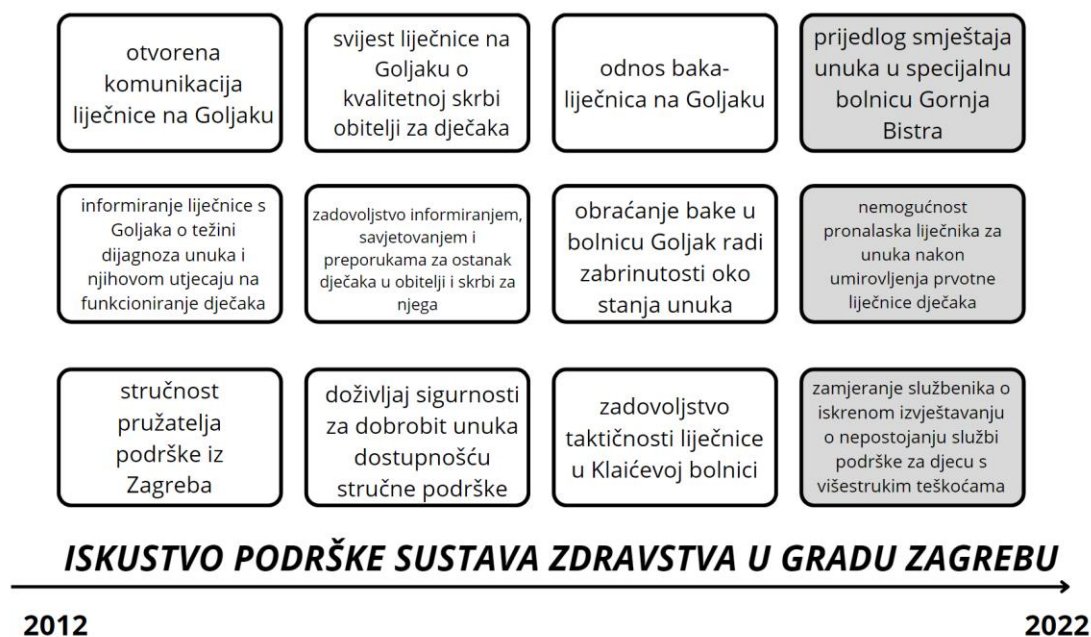 otvorena
komunikacija
liječnice na Goljaku
svijest liječnice na
Goljaku o
kvalitetnoj skrbi
obitelji za dječaka
odnos baka-
liječnica na Goljaku
prijedlog smještaja
unuka u specijalnu
bolnicu Gornja
Bistra
informiranje liječnice s
Goljaka o težini
dijagnoza unuka i
njihovom utjecaju na
funkcioniranje dječaka
zadovoljstvo informiranjem,
savjetovanjem i
preporukama za ostanak
dječaka u obitelji i skrbi za
njega
obraćanje bake u
bolnicu Goljak radi
zabrinutosti oko
stanja unuka
nemogućnost
pronalaska liječnika za
unuka nakon
umirovljenja prvotne
liječnice dječaka
stručnost
pružatelja
podrške iz
Zagreba
doživljaj sigurnosti
za dobrobit unuka
dostupnošću
stručne podrške
zadovoljstvo
taktičnosti liječnice
u Klaićevoj bolnici
zamjeranje službenika o
iskrenom izvještavanju
o nepostojanju službi
podrške za djecu s
višestrukim teškoćama
ISKUSTVO PODRŠKE SUSTAVA ZDRAVSTVA U GRADU ZAGREBU
2012
2022